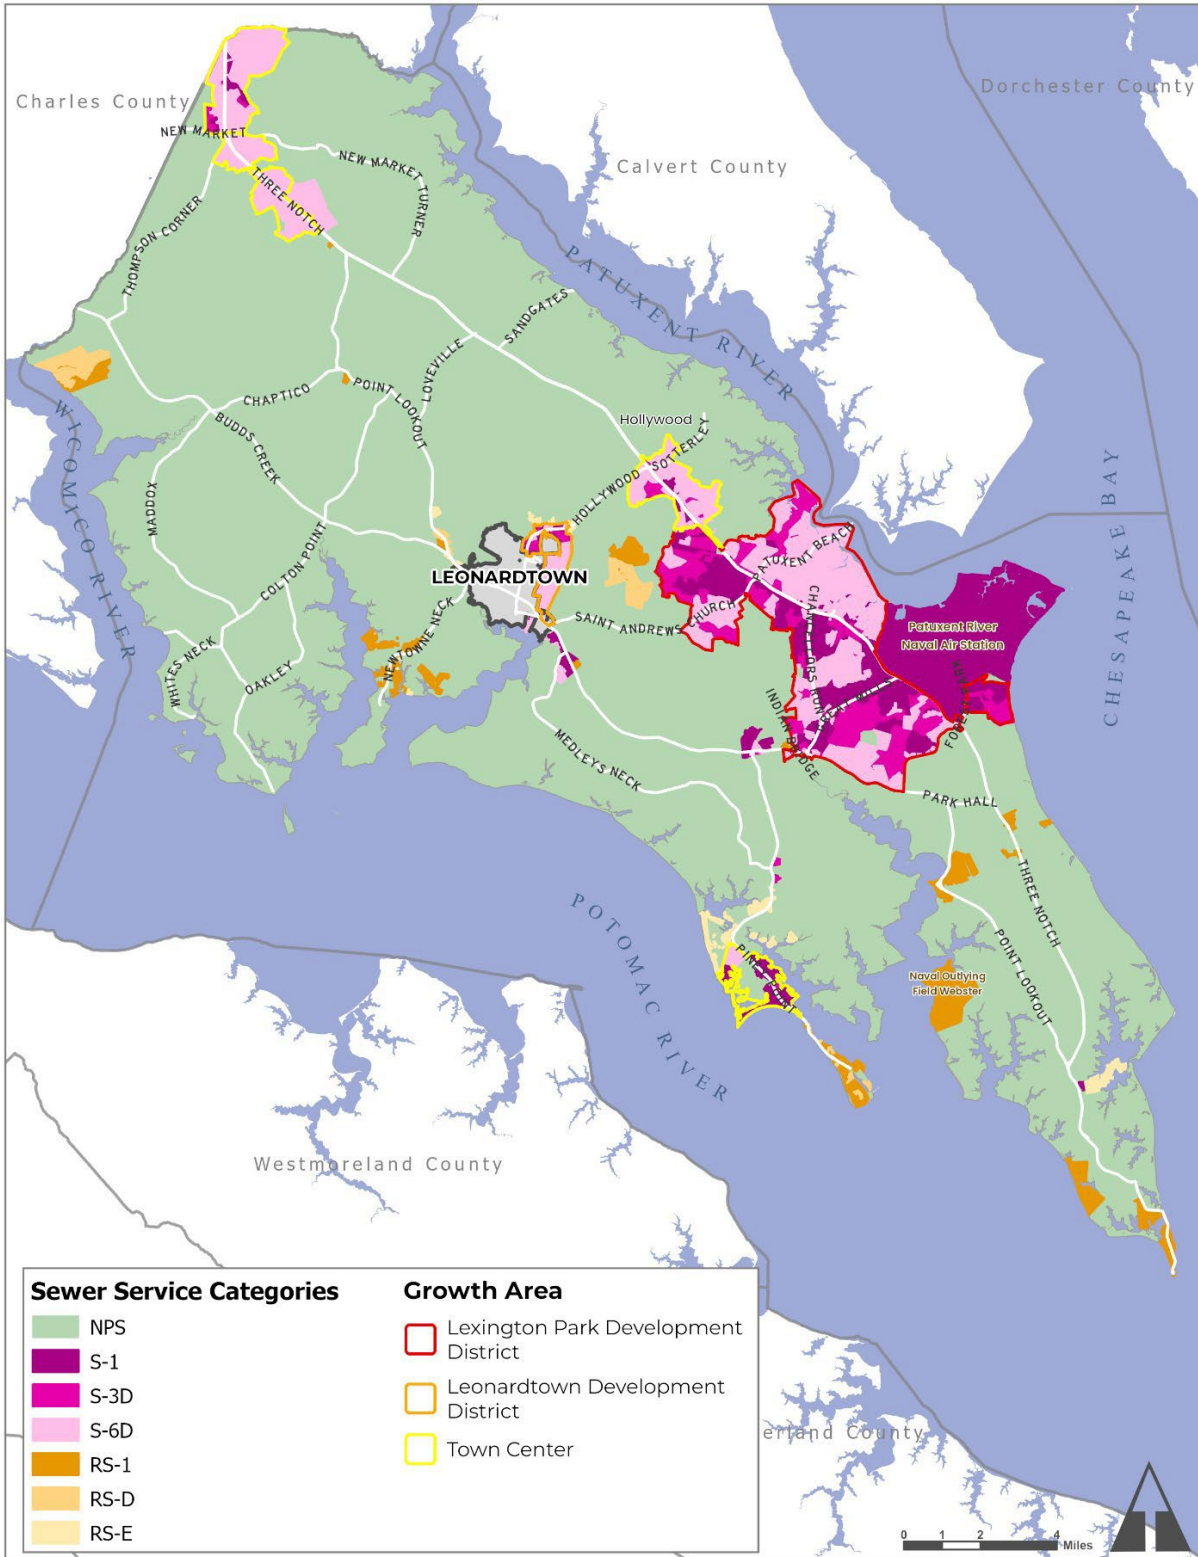 Charles County
Dorchester County
Calvert County
NEW MARKET
NEW MARKET TURNER
THREE NOTCH
THOMPSON CORNER
PATUXENT RIVER
SANDGATES
LOVEVILLE
CHAPTICO
POINT LOOKOUT
BUDDS CREEK
WICOMICO RIVER
MADDOX
Hollywood
HOLLYWOOD
SOTTERLEY
COLTON POINT
LEONARDTOWN
PATUXENT BEACH
CHESAPEAKE BAY
SAINT ANDREWS CHURCH
NEWTOWNE NECK
WHITES NECK
OAKLEY
Patuxent River
Naval Air Station
INDIAN BRIDGE
MEDLEYS NECK
PARK HALL
THREE NOTCH
POINT LOOKOUT
POTOMAC RIVER
Naval Outlying
Field Webster
Westmoreland County
erland County
Sewer Service Categories
NPS
S-1
S-3D
S-6D
RS-1
RS-D
RS-E
Growth Area
Lexington Park Development
District
Leonardtown Development
District
Town Center
0 1 2 4
Miles